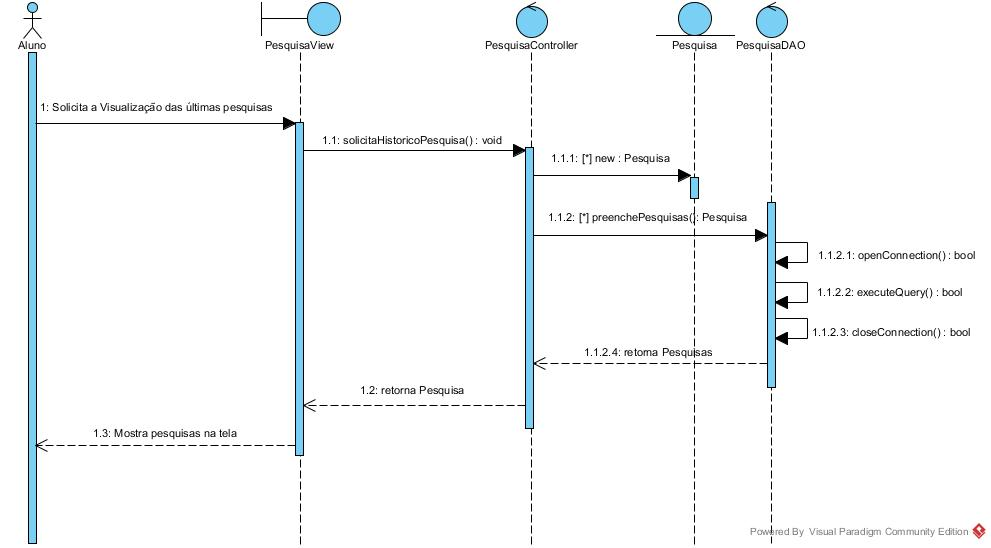 Aluno
PesquisaView
PesquisaController
Pesquisa
PesquisaDAO
1: Solicita a Visualização das últimas pesquisas
1.1: solicitaHistoricoPesquisa() : void
1.1.1: [*] new : Pesquisa
1.1.2: [*] preenchePesquisas() : Pesquisa
1.1.2.1: openConnection() : bool
1.1.2.2: executeQuery() : bool
1.1.2.3: closeConnection() : bool
1.1.2.4: retorna Pesquisas
1.2: retorna Pesquisa
1.3: Mostra pesquisas na tela
Powered By Visual Paradigm Community Edition